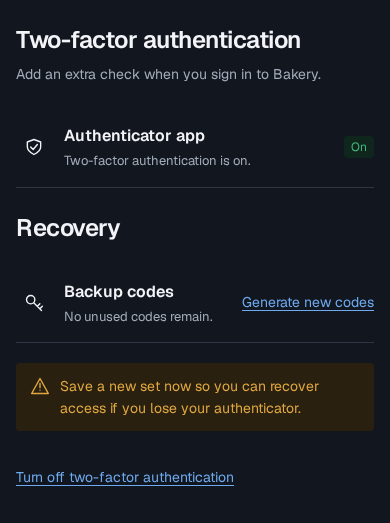 Two-factor authentication
Add an extra check when you sign in to Bakery.
Authenticator app
Two-factor authentication is on.
On
Recovery
Backup codes
No unused codes remain.
Generate new codes
Save a new set now so you can recover
access if you lose your authenticator.
Turn off two-factor authentication